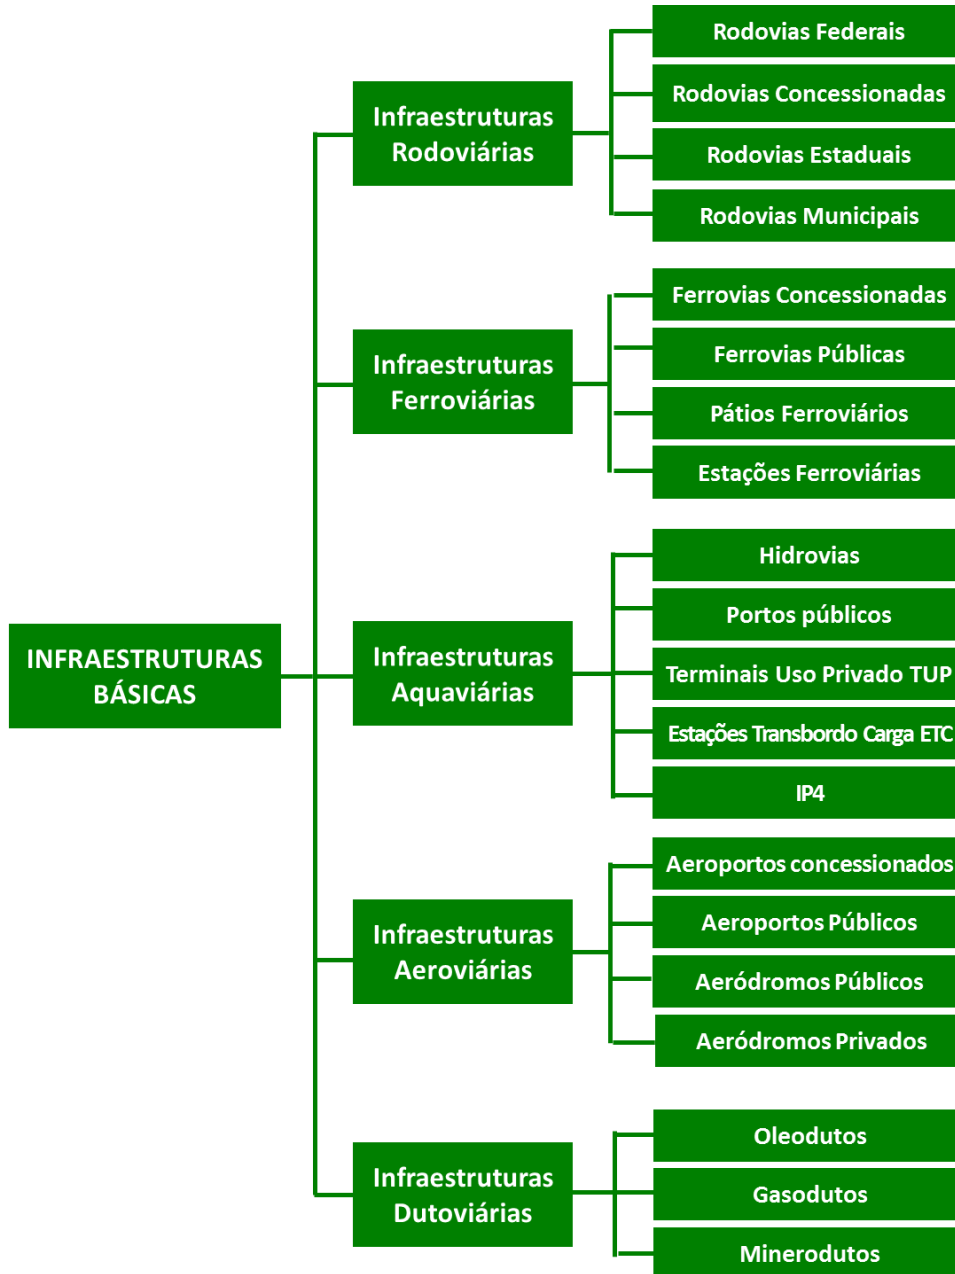 INFRAESTRUTURAS
BÁSICAS
Infraestruturas
Rodoviárias
Rodovias Federais
Rodovias Concessionadas
Rodovias Estaduais
Rodovias Municipais
Infraestruturas
Ferroviárias
Ferrovias Concessionadas
Ferrovias Públicas
Pátios Ferroviários
Estações Ferroviárias
Infraestruturas
Aquaviárias
Hidrovias
Portos públicos
Terminais Uso Privado TUP
Estações Transbordo Carga ETC
IP4
Infraestruturas
Aeroviárias
Aeroportos concessionados
Aeroportos Públicos
Aeródromos Públicos
Aeródromos Privados
Infraestruturas
Dutoviárias
Oleodutos
Gasodutos
Minerodutos